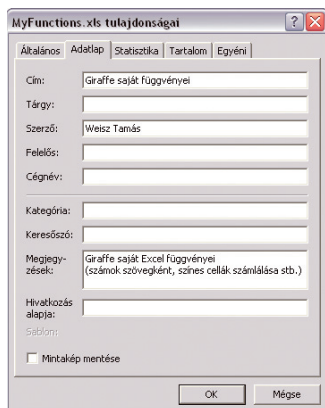 MyFunctions.xls tulajdonságai
Általános Adatlap Statisztika Tartalom Egyéni
Cím: Giraffe saját függvényei
Tárgy:
Szerző: Weisz Tamás
Felelős:
Cégnév:
Kategória:
Keresőszó:
Megjegy-
zések: Giraffe saját Excel függvényei
(számok szövegként, színes cellák számlálása stb.)
Hivatkozás
alapja:
Sablon:
Mintakép mentése
OK Mégse